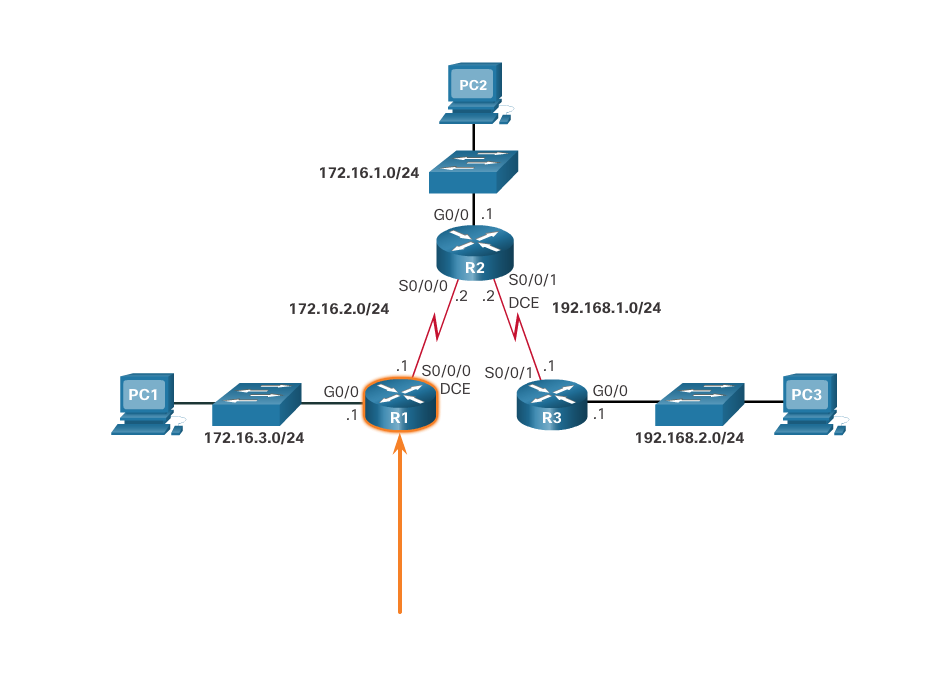 PC2
172.16.1.0/24
G0/0 .1
R2
S0/0/0 .2 .2 S0/0/1
DCE
172.16.2.0/24
192.168.1.0/24
.1 S0/0/0
DCE
S0/0/1 .1
PC1
G0/0
.1
R1
172.16.3.0/24
R3
G0/0
.1
PC3
192.168.2.0/24